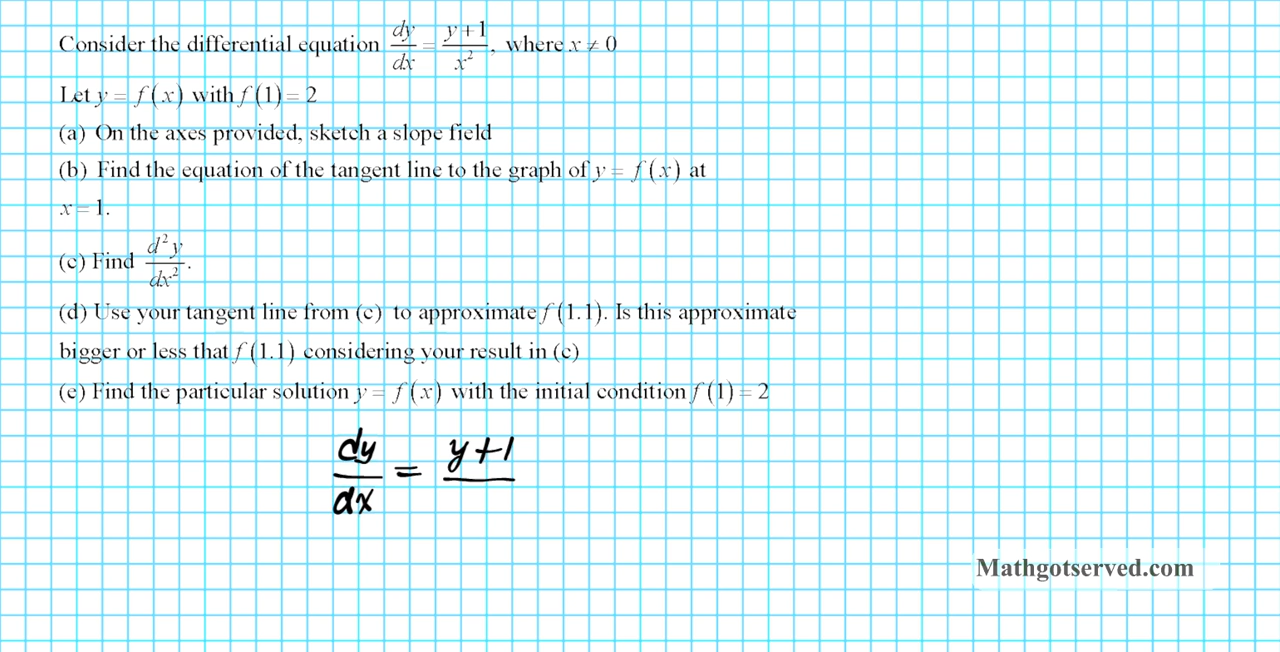 Consider the differential equation dy/dx = y+1/x², where x ≠ 0
Let y = f(x) with f(1) = 2
(a) On the axes provided, sketch a slope field
(b) Find the equation of the tangent line to the graph of y = f(x) at
x = 1.
(c) Find d²y/dx².
(d) Use your tangent line from (c) to approximate f(1.1). Is this approximate
bigger or less that f(1.1) considering your result in (c)
(e) Find the particular solution y = f(x) with the initial condition f(1) = 2
dy/dx = y+1
Mathgotserved.com